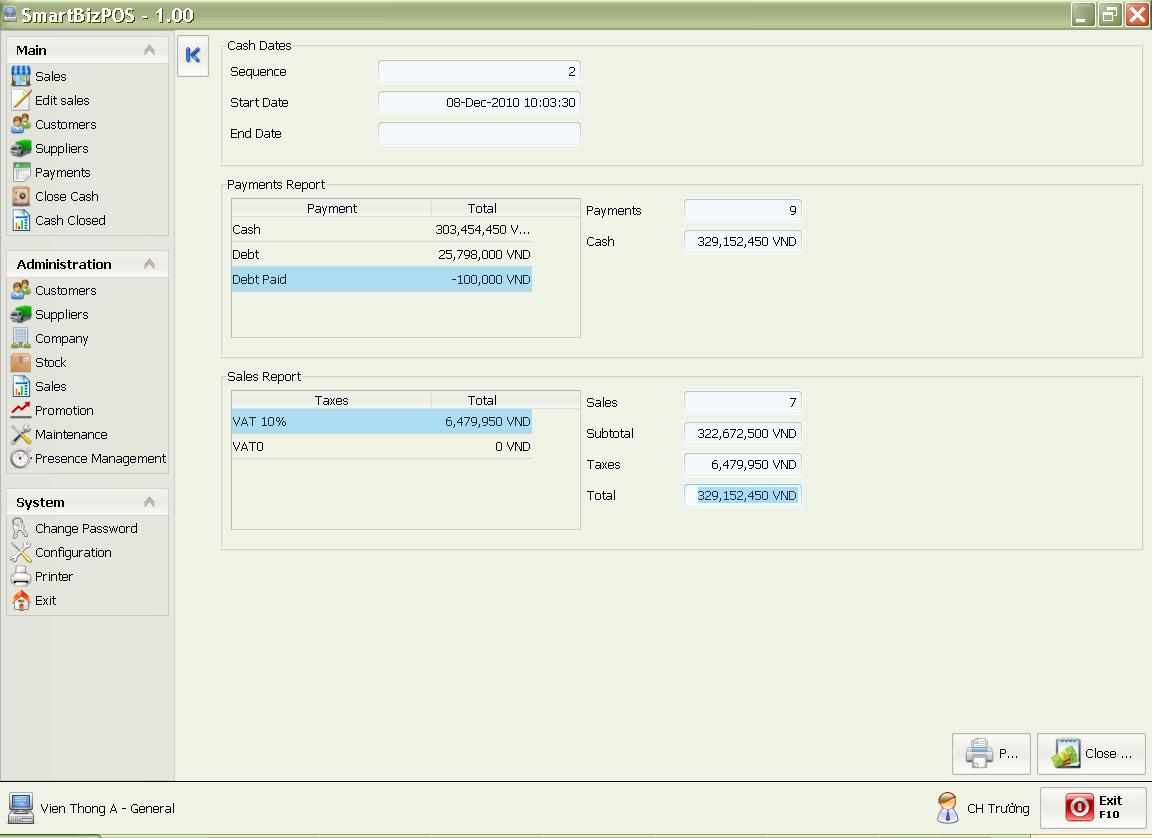 SmartBizPOS - 1.00
Main
Sales
Edit sales
Customers
Suppliers
Payments
Close Cash
Cash Closed
Administration
Customers
Suppliers
Company
Stock
Sales
Promotion
Maintenance
Presence Management
System
Change Password
Configuration
Printer
Exit
Cash Dates
Sequence 2
Start Date 08-Dec-2010 10:03:30
End Date
Payments Report
Payment Total
Cash 303,454,450 V...
Debt 25,798,000 VND
Debt Paid -100,000 VND
Payments 9
Cash 329,152,450 VND
Sales Report
Taxes Total
VAT 10% 6,479,950 VND
VAT0 0 VND
Sales 7
Subtotal 322,672,500 VND
Taxes 6,479,950 VND
Total 329,152,450 VND
P...
Close ...
Vien Thong A - General
CH Trưởng
Exit
F10